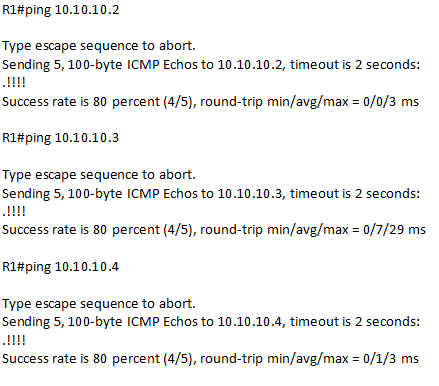 R1#ping 10.10.10.2
Type escape sequence to abort.
Sending 5, 100-byte ICMP Echos to 10.10.10.2, timeout is 2 seconds:
.!!!!
Success rate is 80 percent (4/5), round-trip min/avg/max = 0/0/3 ms
R1#ping 10.10.10.3
Type escape sequence to abort.
Sending 5, 100-byte ICMP Echos to 10.10.10.3, timeout is 2 seconds:
.!!!!
Success rate is 80 percent (4/5), round-trip min/avg/max = 0/7/29 ms
R1#ping 10.10.10.4
Type escape sequence to abort.
Sending 5, 100-byte ICMP Echos to 10.10.10.4, timeout is 2 seconds:
.!!!!
Success rate is 80 percent (4/5), round-trip min/avg/max = 0/1/3 ms